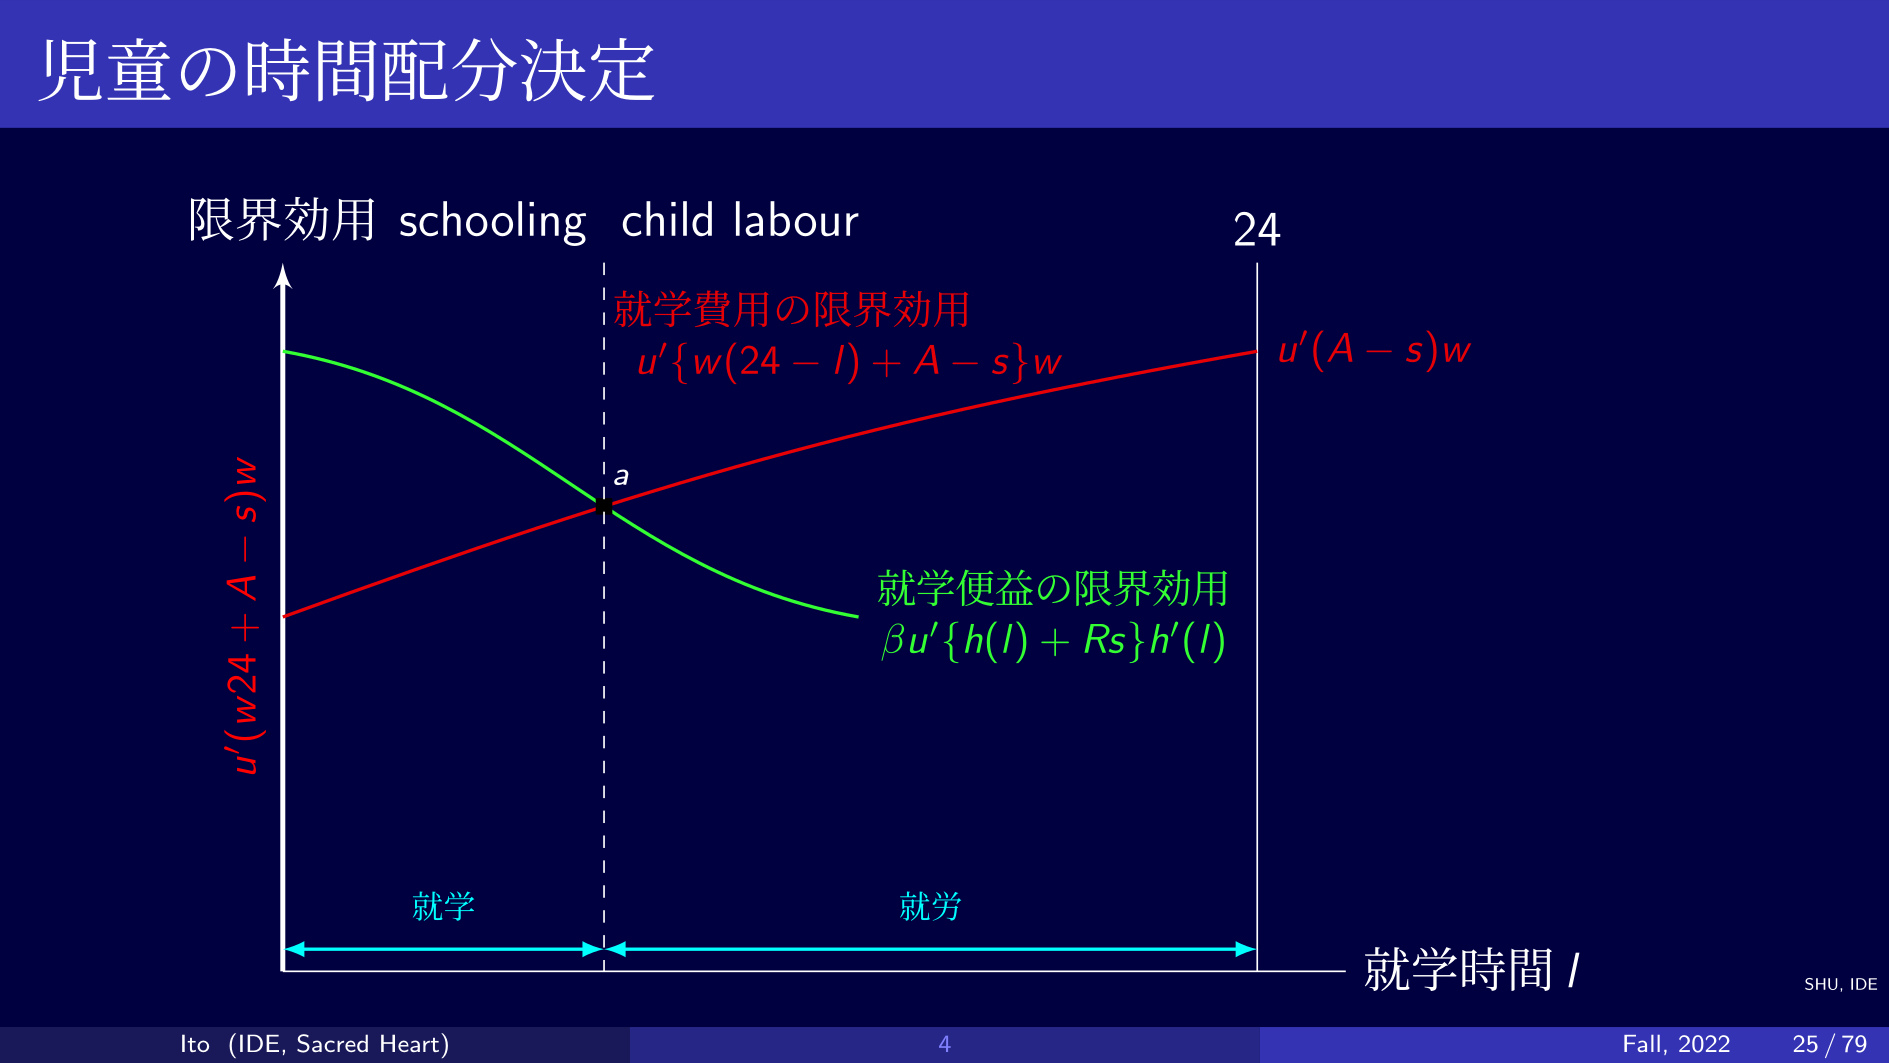 児童の時間配分決定
限界効用 schooling child labour 24
就学費用の限界効用
u′{w(24 − l) + A − s}w
u′(A − s)w
a
u′(w24 + A − s)w
就学便益の限界効用
βu′{h(l) + Rs}h′(l)
就学 就労
就学時間 l
SHU, IDE
Ito (IDE, Sacred Heart) 4 Fall, 2022 25 / 79